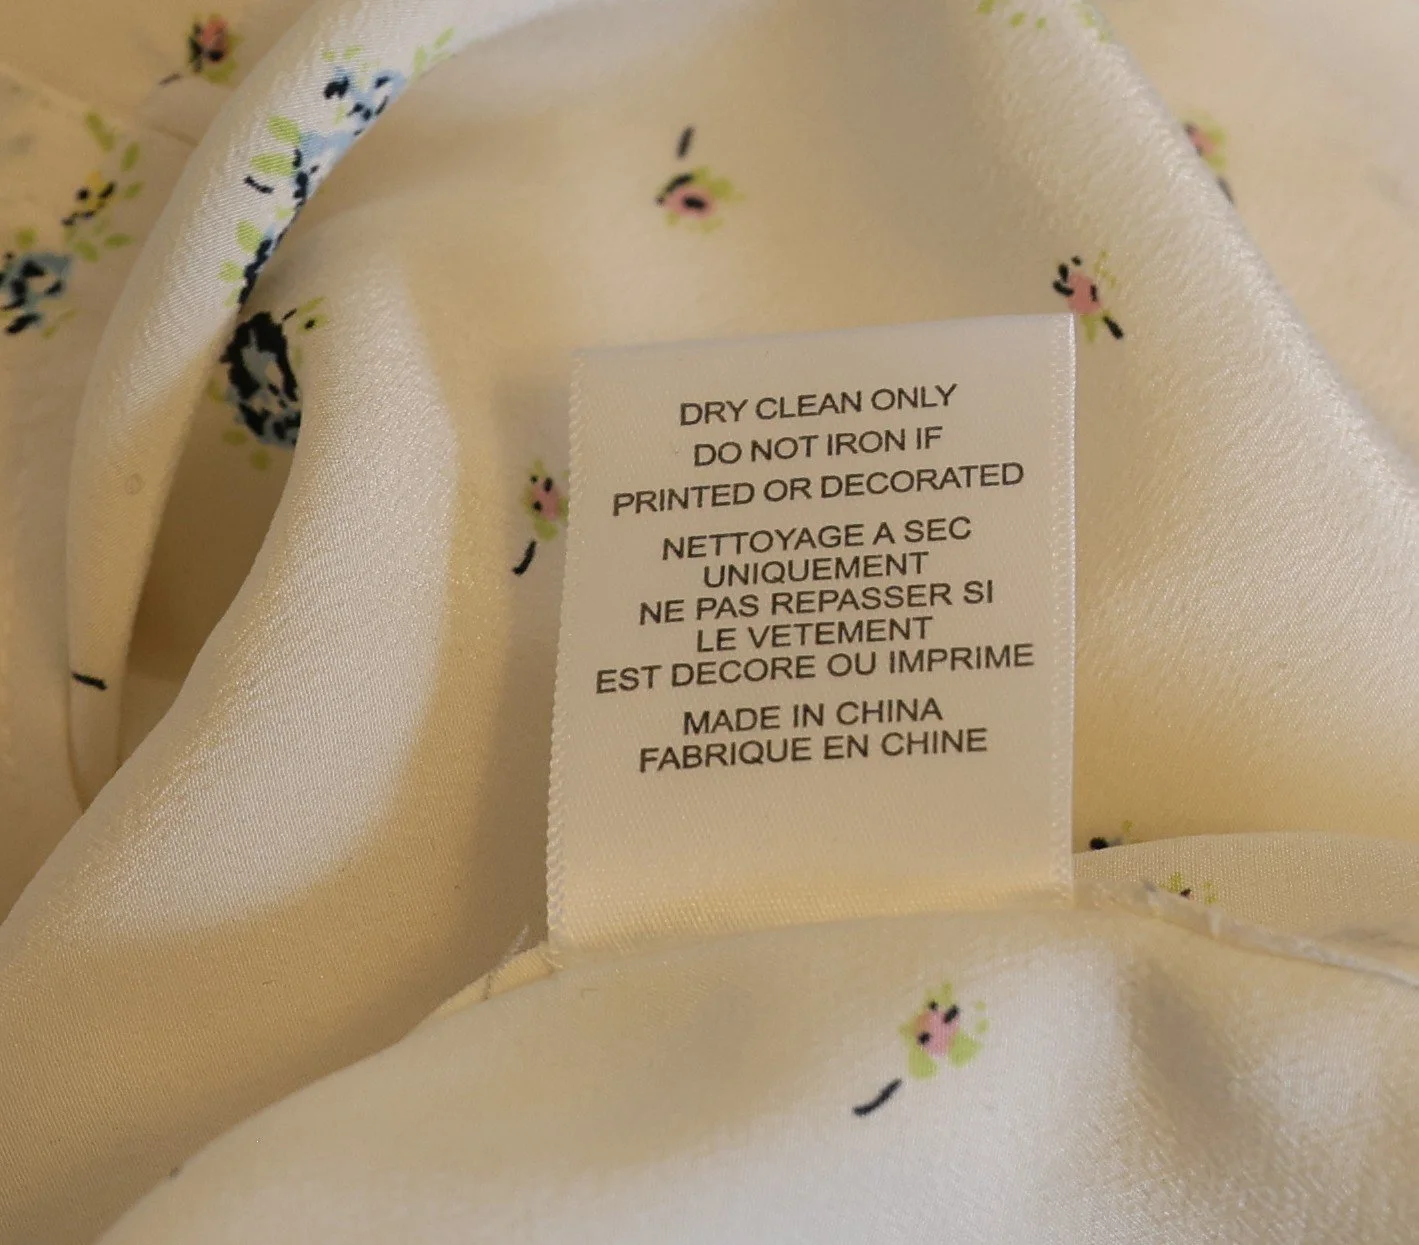 DRY CLEAN ONLY
DO NOT IRON IF
PRINTED OR DECORATED
NETTOYAGE A SEC
UNIQUEMENT
NE PAS REPASSER SI
LE VETEMENT
EST DECORE OU IMPRIME
MADE IN CHINA
FABRIQUE EN CHINE